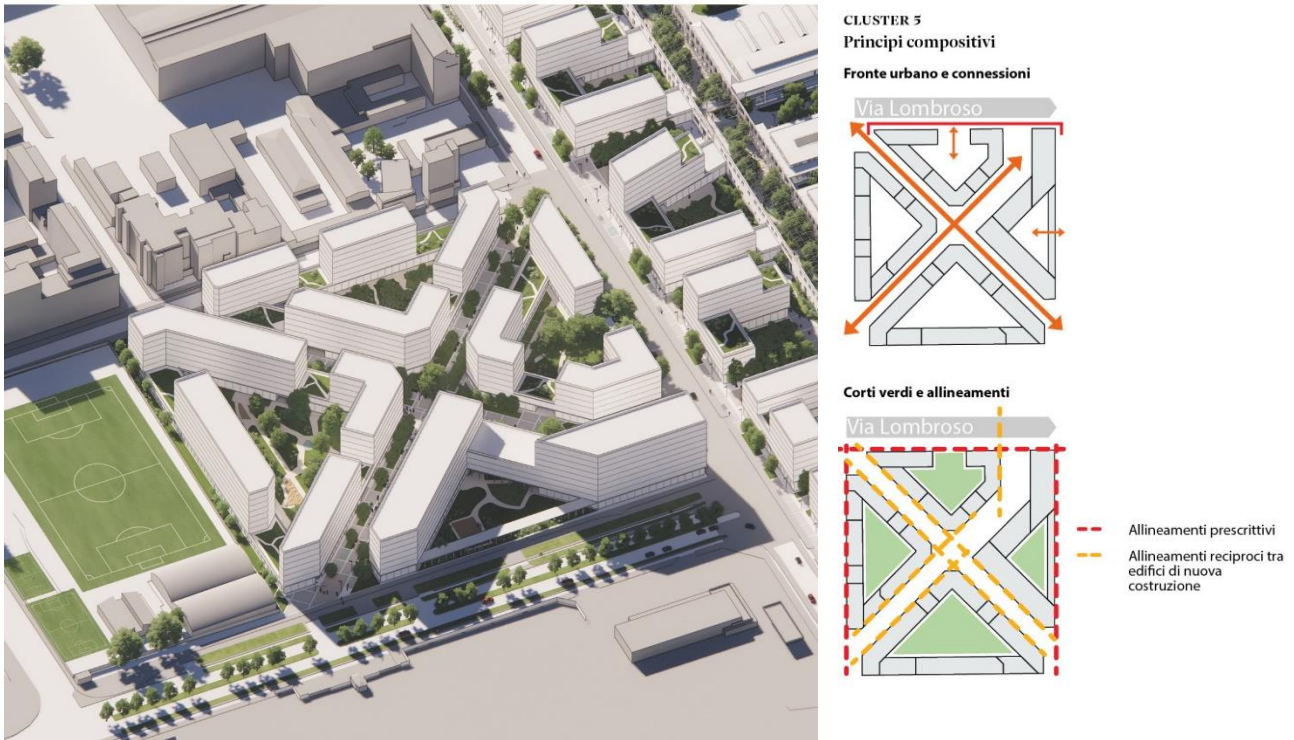 CLUSTER 5
Principi compositivi
Fronte urbano e connessioni
Via Lombroso
Corti verdi e allineamenti
Via Lombroso
Allineamenti prescrittivi
Allineamenti reciproci tra
edifici di nuova
costruzione